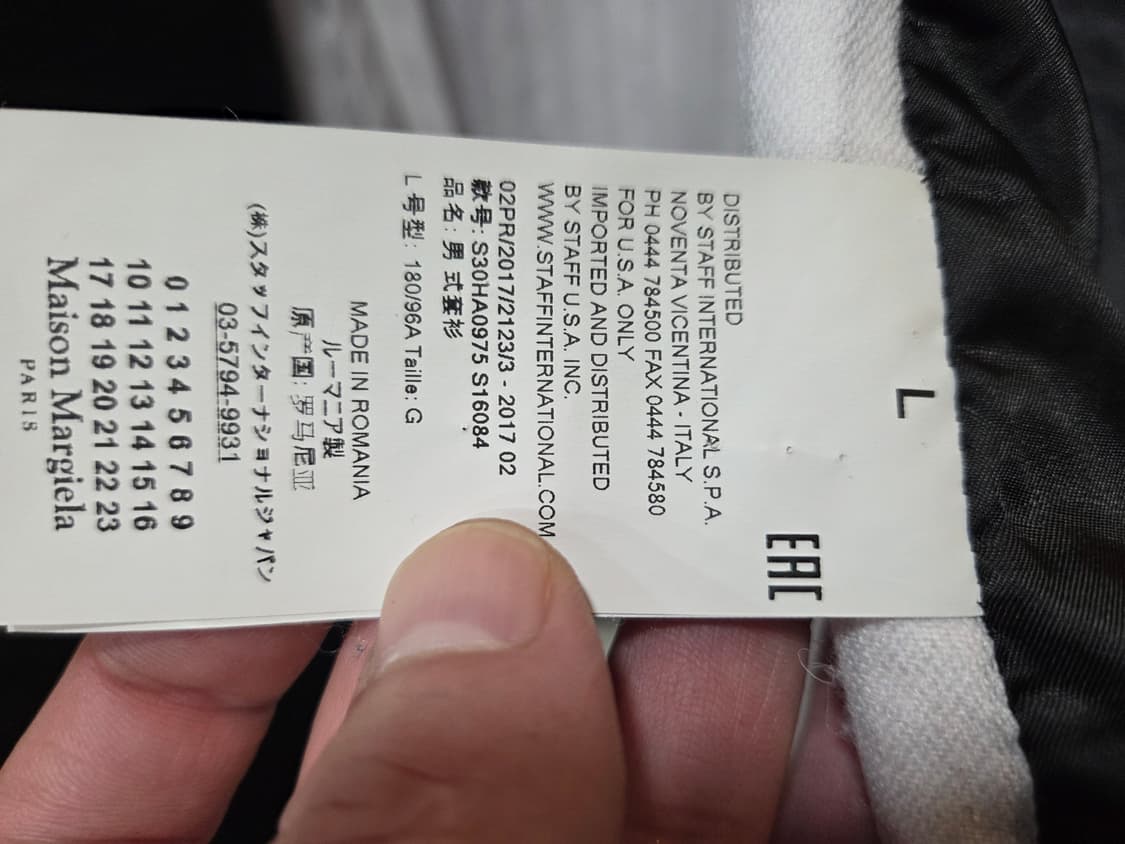 L
EAC
DISTRIBUTED
BY STAFF INTERNATIONAL S.P.A.
NOVENTA VICENTINA - ITALY
PH 0444 784500 FAX 0444 784580
FOR U.S.A. ONLY
IMPORTED AND DISTRIBUTED
BY STAFF U.S.A. INC.
WWW.STAFFINTERNATIONAL.COM
02PR/2017/2123/3 - 2017 02
款号: S30HA0975 S16084
品名: 男式套衫
L 号型: 180/96A Taille: G
MADE IN ROMANIA
ルーマニア製
原产国: 罗马尼亚
(株)スタッフインターナショナルジャパン
03-5794-9931
0 1 2 3 4 5 6 7 8 9
10 11 12 13 14 15 16
17 18 19 20 21 22 23
Maison Margiela
PARIS